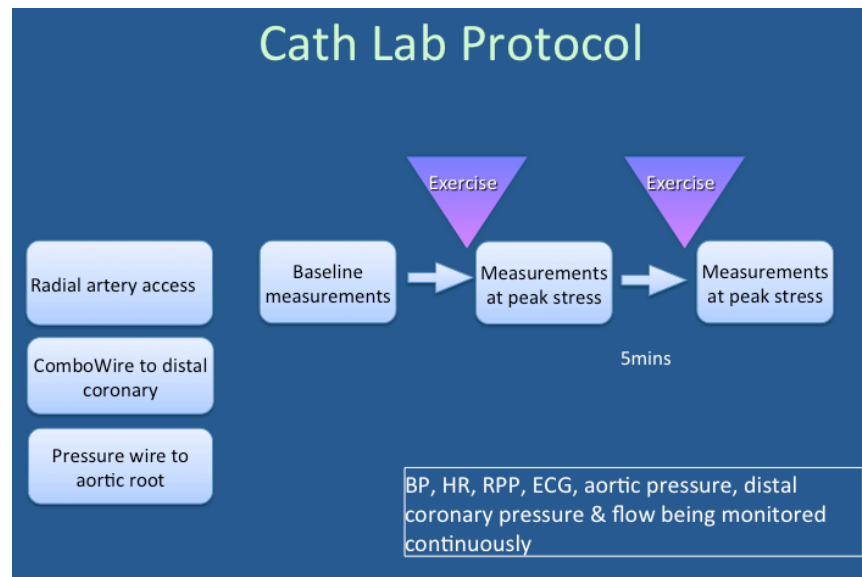 Cath Lab Protocol
Exercise
Exercise
Radial artery access
Baseline
measurements
Measurements
at peak stress
Measurements
at peak stress
ComboWire to distal
coronary
5mins
Pressure wire to
aortic root
BP, HR, RPP, ECG, aortic pressure, distal
coronary pressure & flow being monitored
continuously